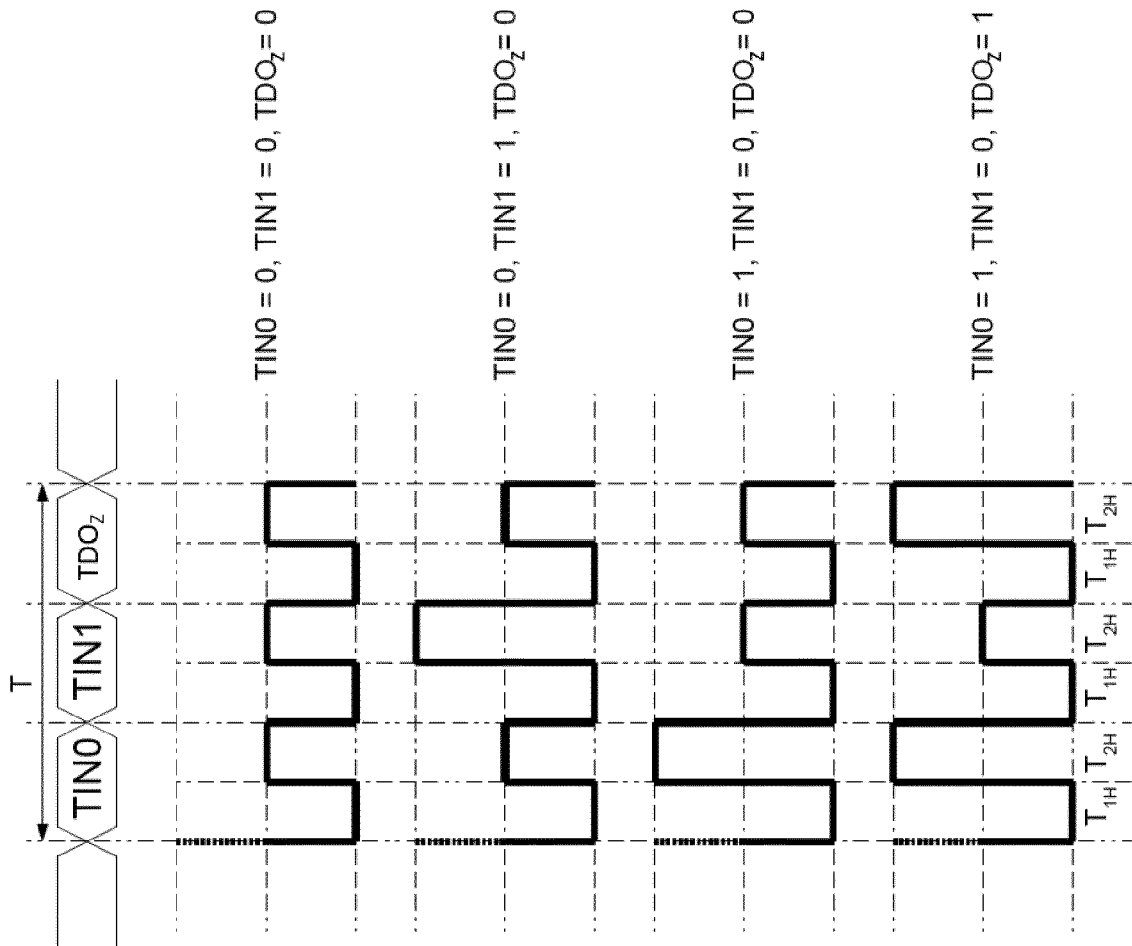 T
TIN0 TIN1 TDOZ
TIN0 = 0, TIN1 = 0, TDOZ= 0
TIN0 = 0, TIN1 = 1, TDOZ= 0
TIN0 = 1, TIN1 = 0, TDOZ= 0
TIN0 = 1, TIN1 = 0, TDOZ= 1
T1H T2H T1H T2H T1H T2H